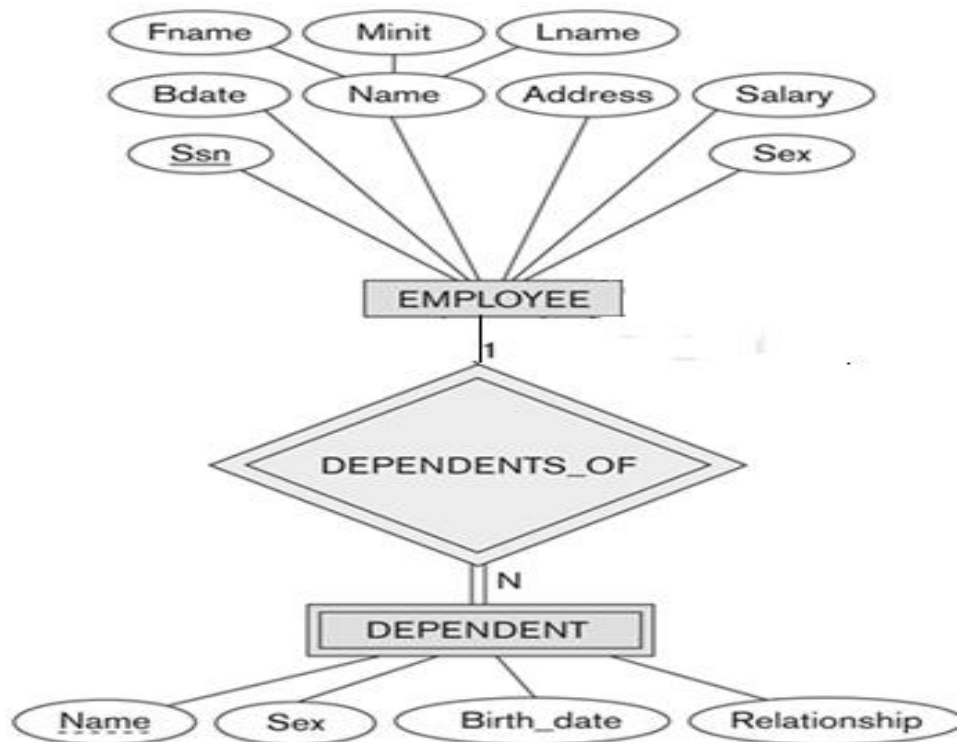 Fname Minit Lname
Bdate Name Address Salary
Ssn Sex
EMPLOYEE
1
DEPENDENTS_OF
N
DEPENDENT
Name Sex Birth_date Relationship